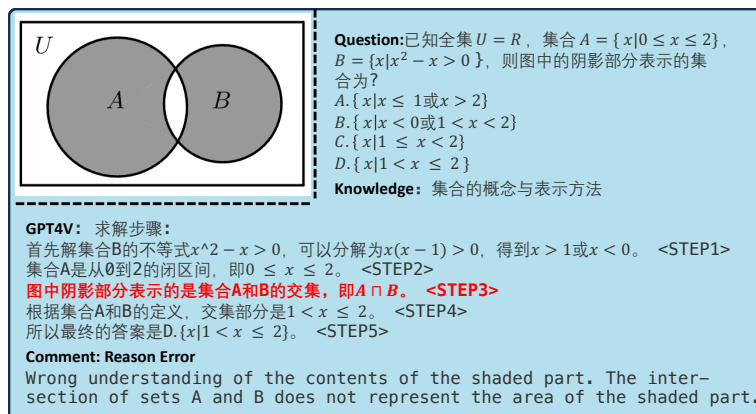 U
A
B
Question:已知全集U = R，集合A = {x|0 ≤ x ≤ 2}，
B = {x|x² − x > 0 }，则图中的阴影部分表示的集
合为?
A.{x|x ≤ 1或x > 2}
B.{x|x < 0或1 < x < 2}
C.{x|1 ≤ x < 2}
D.{x|1 < x ≤ 2 }
Knowledge：集合的概念与表示方法
GPT4V：求解步骤:
首先解集合B的不等式x^2 − x > 0，可以分解为x(x − 1) > 0，得到x > 1或x < 0。 <STEP1>
集合A是从0到2的闭区间，即0 ≤ x ≤ 2。 <STEP2>
图中阴影部分表示的是集合A和B的交集，即A ⊓ B。 <STEP3>
根据集合A和B的定义，交集部分是1 < x ≤ 2。 <STEP4>
所以最终的答案是D.{x|1 < x ≤ 2}。 <STEP5>
Comment: Reason Error
Wrong understanding of the contents of the shaded part. The inter-
section of sets A and B does not represent the area of the shaded part.